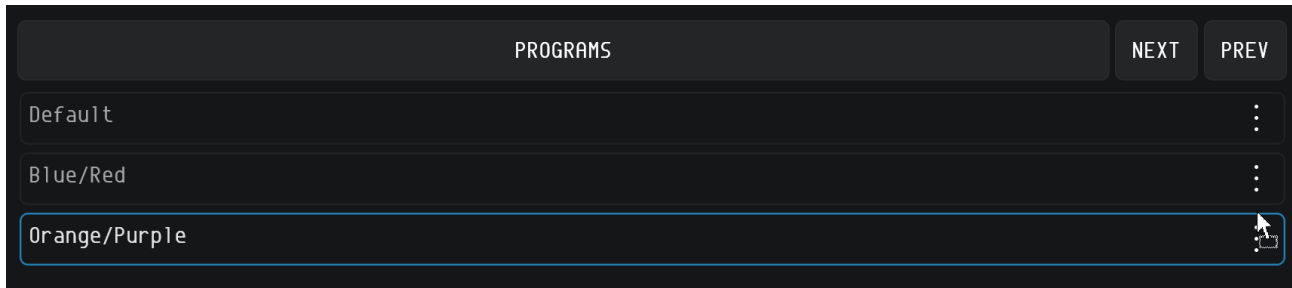 PROGRAMS NEXT PREV
Default
Blue/Red
Orange/Purple